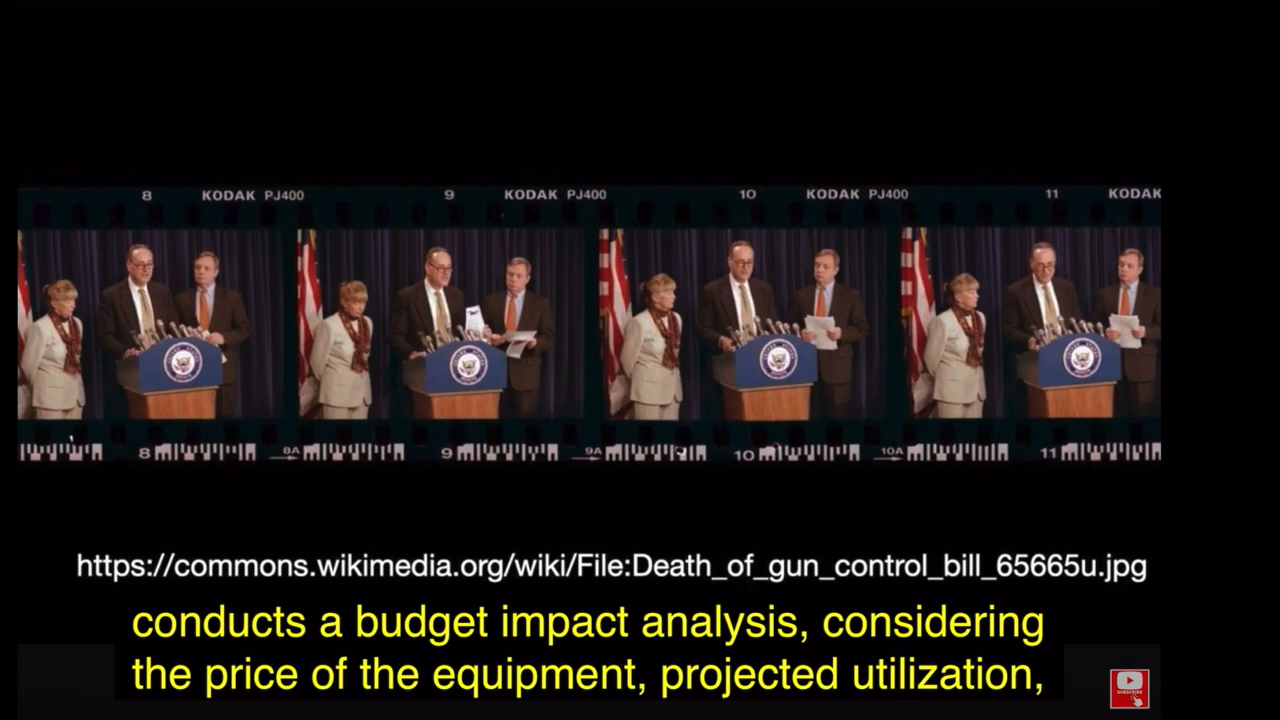 8 KODAK PJ400 9 KODAK PJ400 10 KODAK PJ400 11 KODAK
8 8A 9 9A 10 10A 11
https://commons.wikimedia.org/wiki/File:Death_of_gun_control_bill_65665u.jpg
conducts a budget impact analysis, considering
the price of the equipment, projected utilization,
SUBSCRIBE